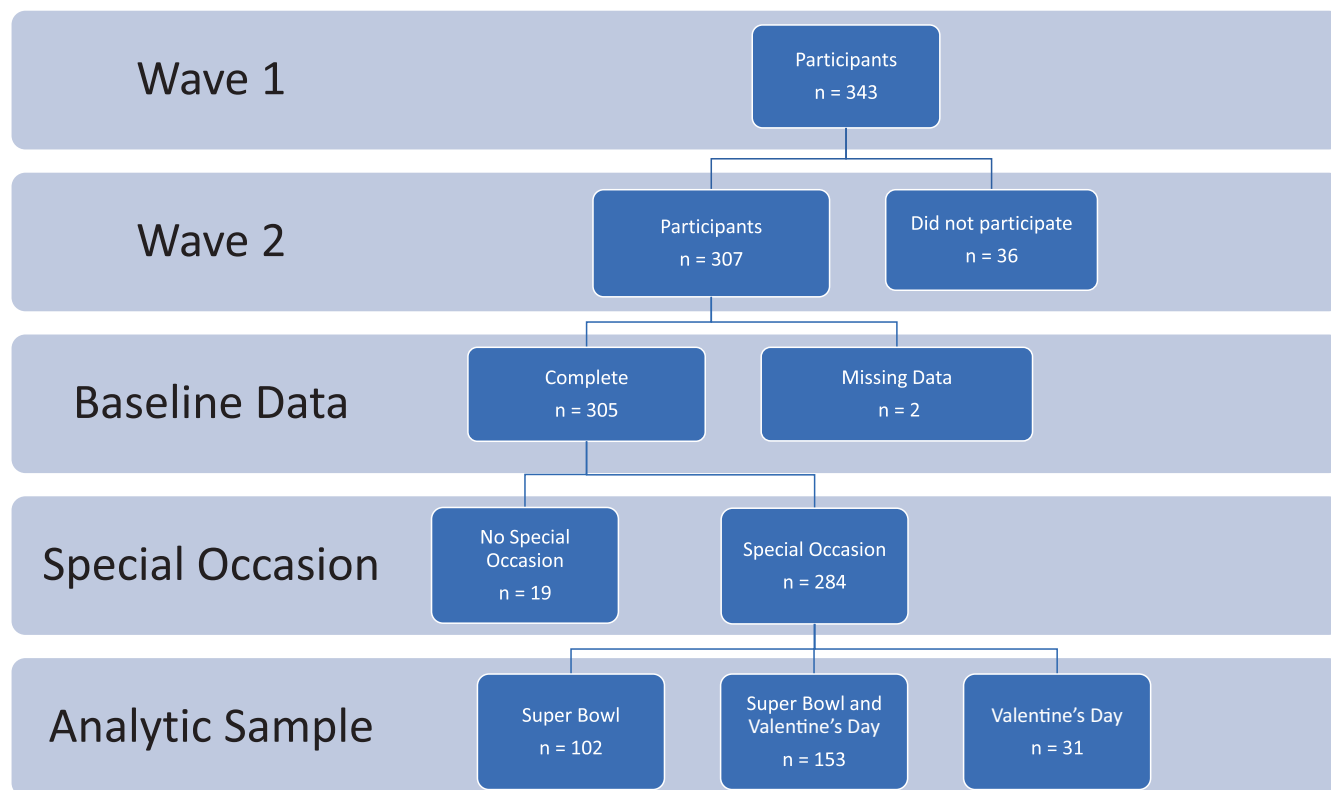 Wave 1
Participants
n = 343
Wave 2
Participants
n = 307
Did not participate
n = 36
Baseline Data
Complete
n = 305
Missing Data
n = 2
Special Occasion
No Special
Occasion
n = 19
Special Occasion
n = 284
Analytic Sample
Super Bowl
n = 102
Super Bowl and
Valentine's Day
n = 153
Valentine's Day
n = 31